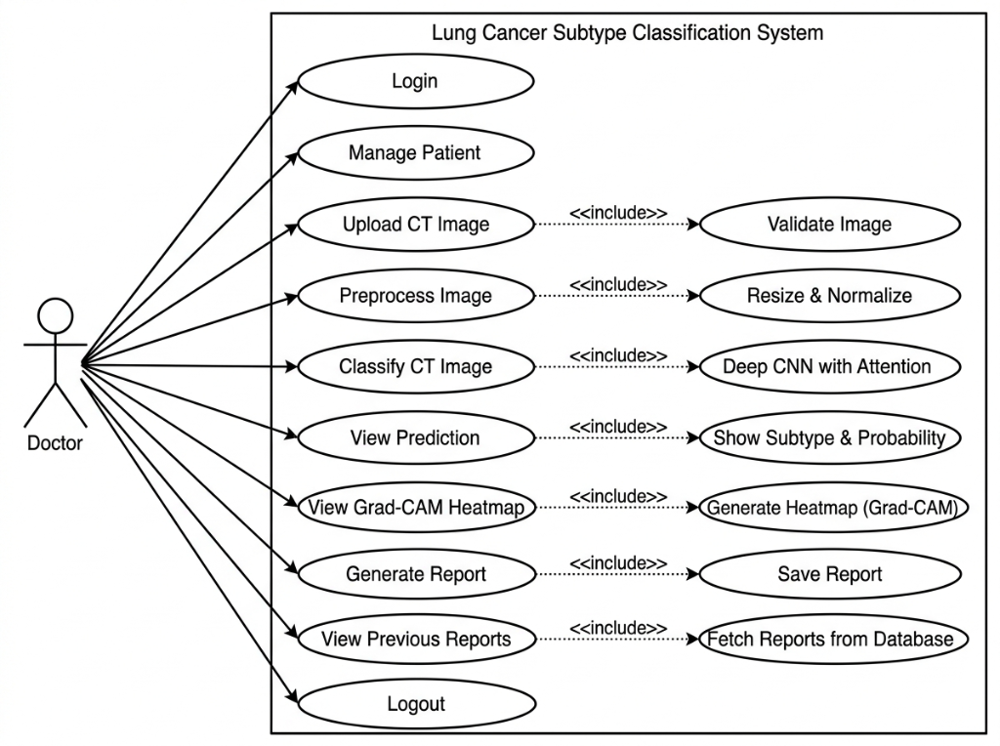 Lung Cancer Subtype Classification System
Login
Manage Patient
Upload CT Image
<<include>>
Validate Image
Preprocess Image
<<include>>
Resize & Normalize
Classify CT Image
<<include>>
Deep CNN with Attention
View Prediction
<<include>>
Show Subtype & Probability
View Grad-CAM Heatmap
<<include>>
Generate Heatmap (Grad-CAM)
Generate Report
<<include>>
Save Report
View Previous Reports
<<include>>
Fetch Reports from Database
Logout
Doctor